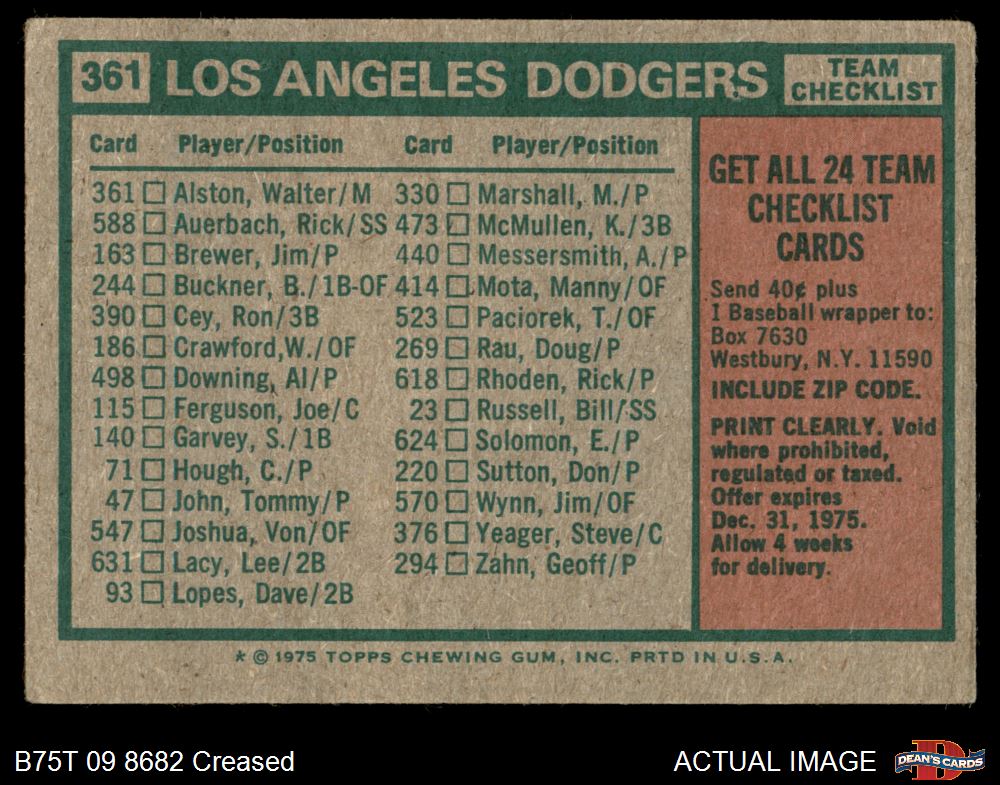 361 LOS ANGELES DODGERS TEAM CHECKLIST
Card Player/Position Card Player/Position
361 Alston, Walter/M
588 Auerbach, Rick/SS
163 Brewer, Jim/P
244 Buckner, B./1B-OF
390 Cey, Ron/3B
186 Crawford,W./OF
498 Downing, Al/P
115 Ferguson, Joe/C
140 Garvey, S./1B
71 Hough, C./P
47 John, Tommy/P
547 Joshua, Von/OF
631 Lacy, Lee/2B
93 Lopes, Dave/2B
330 Marshall, M./P
473 McMullen, K./3B
440 Messersmith, A./P
414 Mota, Manny/OF
523 Paciorek, T./OF
269 Rau, Doug/P
618 Rhoden, Rick/P
23 Russell, Bill/SS
624 Solomon, E./P
220 Sutton, Don/P
570 Wynn, Jim/OF
376 Yeager, Steve/C
294 Zahn, Geoff/P
GET ALL 24 TEAM
CHECKLIST
CARDS
Send 40¢ plus
1 Baseball wrapper to:
Box 7630
Westbury, N.Y. 11590
INCLUDE ZIP CODE.
PRINT CLEARLY. Void
where prohibited,
regulated or taxed.
Offer expires
Dec. 31, 1975.
Allow 4 weeks
for delivery.
* © 1975 TOPPS CHEWING GUM, INC. PRTD IN U.S.A.
B75T 09 8682 Creased
ACTUAL IMAGE
D
DEAN'S CARDS